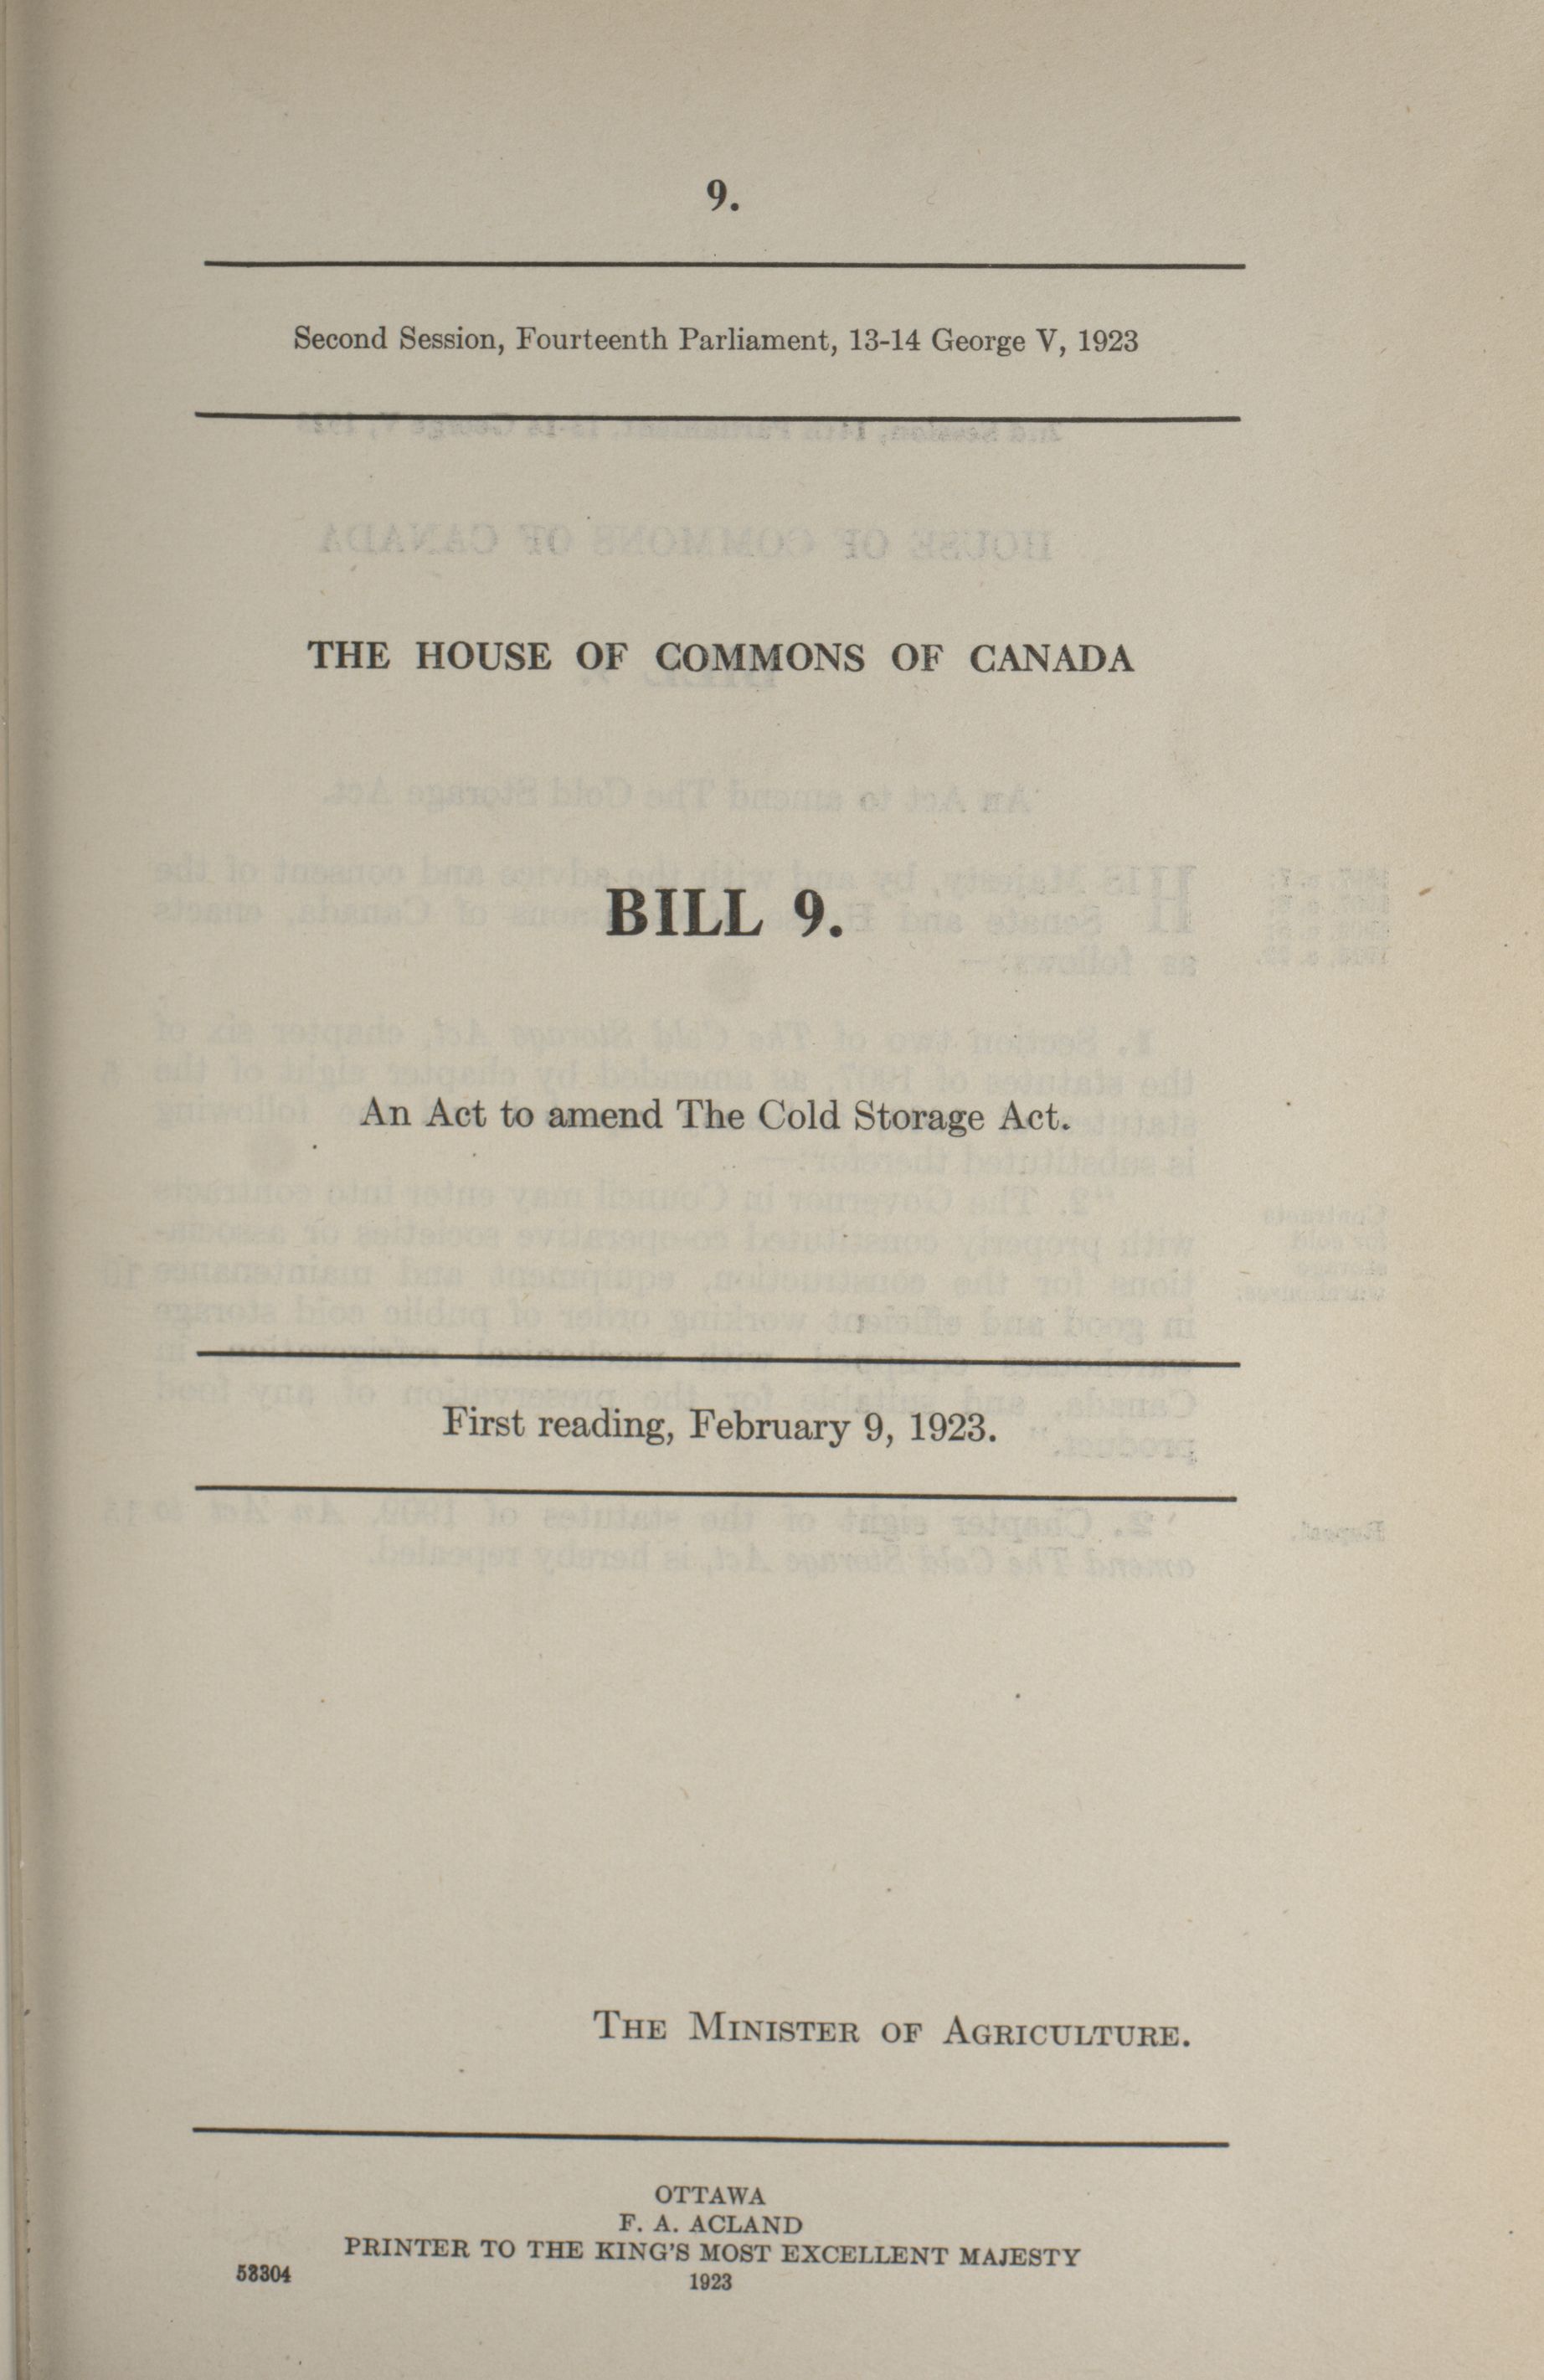 9.
Second Session, Fourteenth Parliament, 13-14 George V, 1923
THE HOUSE OF COMMONS OF CANADA
BILL 9.
An Act to amend The Cold Storage Act.
First reading, February 9, 1923.
THE MINISTER OF AGRICULTURE.
OTTAWA
F. A. ACLAND
PRINTER TO THE KING'S MOST EXCELLENT MAJESTY
53304
1923